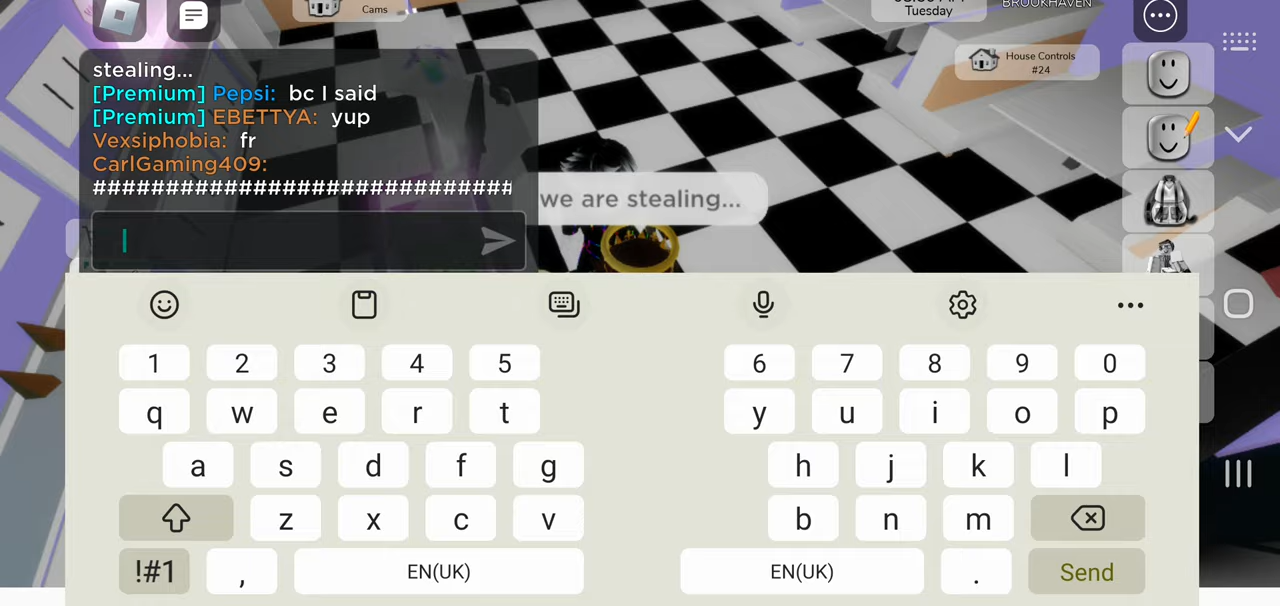 Cams
Tuesday
BROOKHAVEN
House Controls
#24
stealing...
[Premium] Pepsi: bc I said
[Premium] EBETTYA: yup
Vexsiphobia: fr
CarlGaming409:
#############################
we are stealing...
1 2 3 4 5 6 7 8 9 0
q w e r t y u i o p
a s d f g h j k l
z x c v b n m
!#1 , EN(UK) EN(UK) . Send